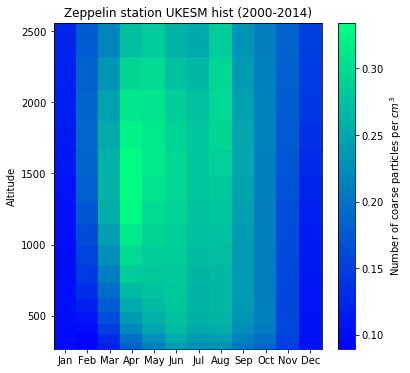 Zeppelin station UKESM hist (2000-2014)
2500
2000
1500
1000
500
Altitude
Jan Feb Mar Apr May Jun Jul Aug Sep Oct Nov Dec
0.30
0.25
0.20
0.15
0.10
Number of coarse particles per cm³